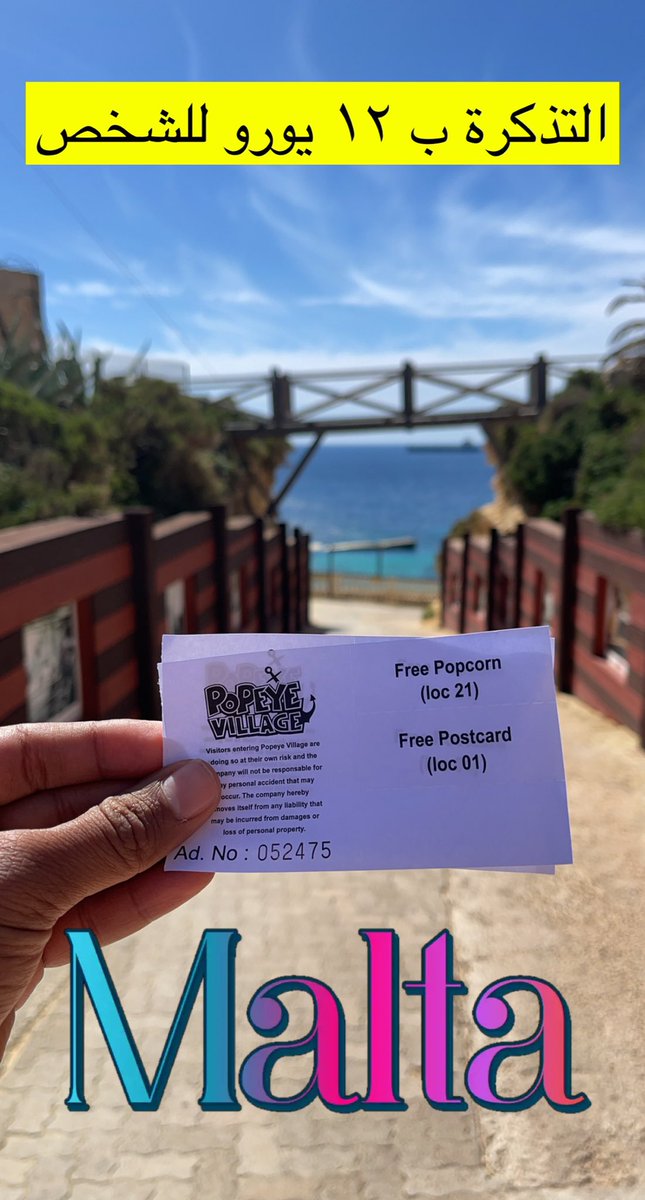 التذكرة ب ١٢ يورو للشخص
POPEYE
VILLAGE
Visitors entering Popeye Village are
doing so at their own risk and the
company will not be responsible for
any personal accident that may
occur. The company hereby
removes itself from any liability that
may be incurred from damages or
loss of personal property.
Ad. No : 052475
Free Popcorn
(loc 21)
Free Postcard
(loc 01)
Malta